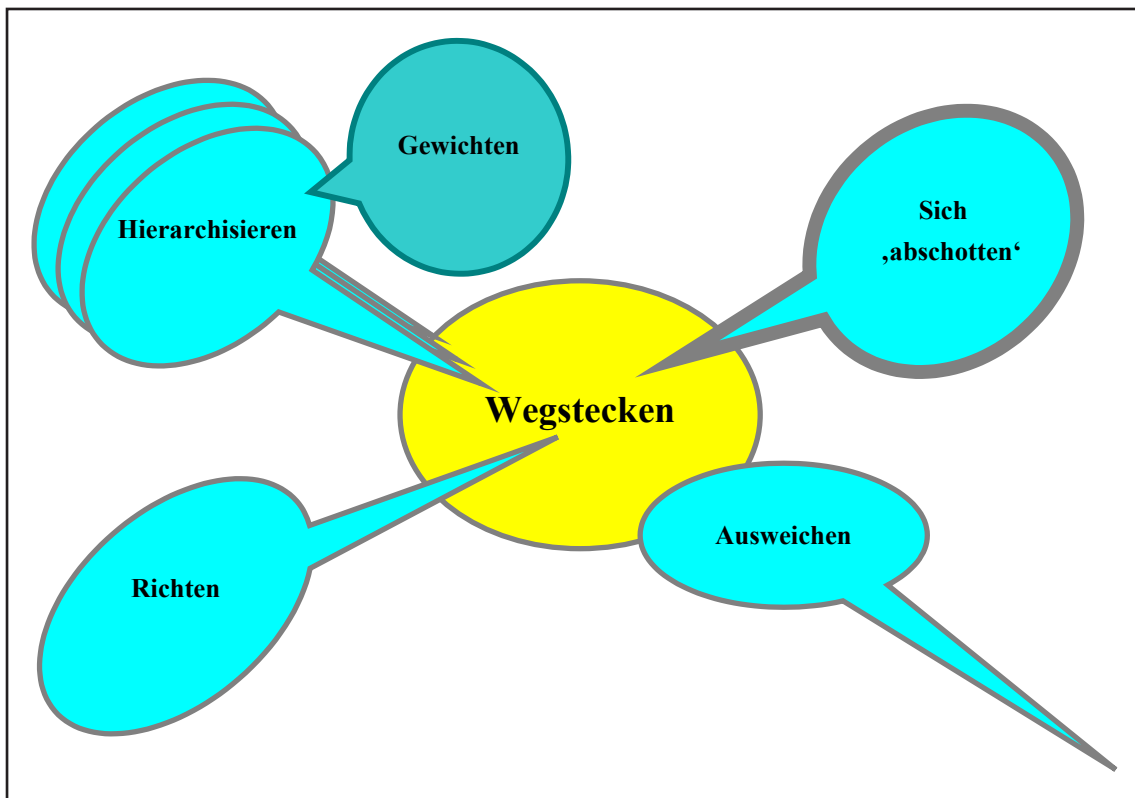 Gewichten
Hierarchisieren
Sich
‚abschotten‘
Wegstecken
Ausweichen
Richten